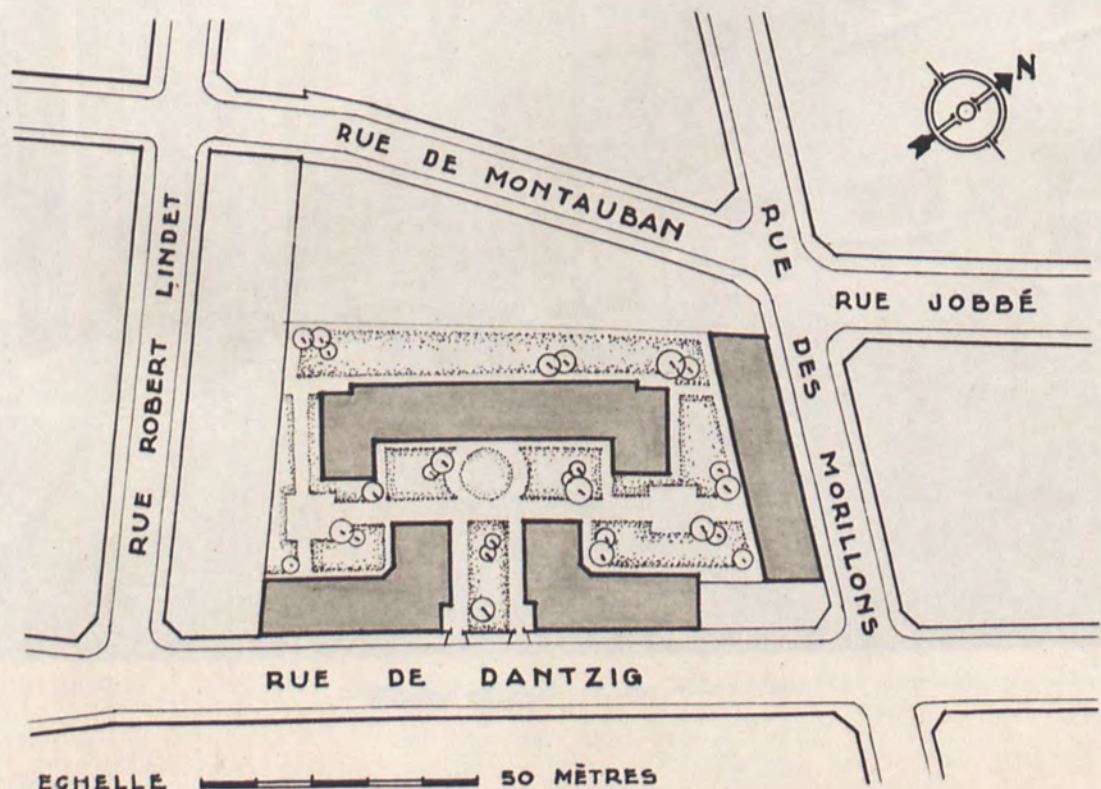 N
RUE DE MONTAUBAN
RUE DES MORILLONS
RUE JOBBÉ
RUE ROBERT LINDET
RUE DE DANTZIG
ECHELLE 50 MÈTRES